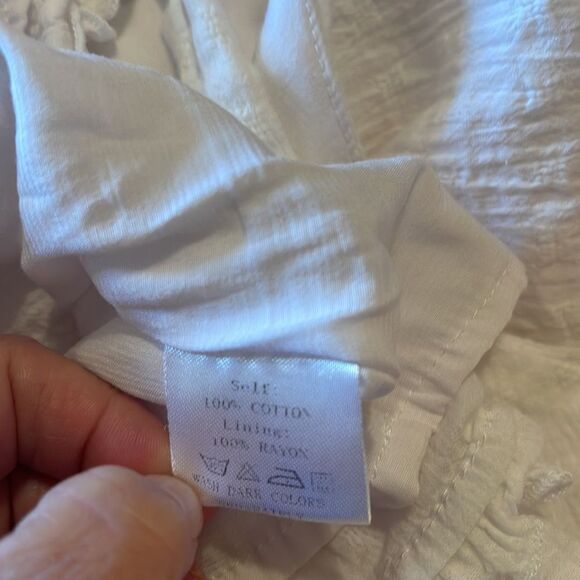 Self:
100% COTTON
Lining:
100% RAYON
WASH DARK COLORS